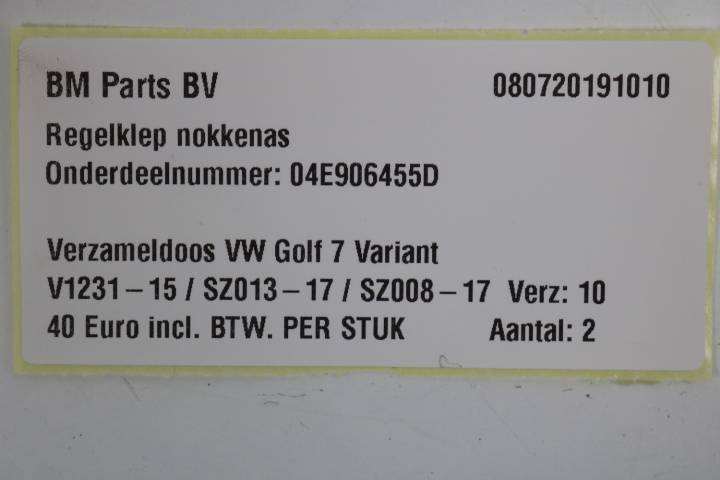 BM Parts BV 080720191010
Regelklep nokkenas
Onderdeelnummer: 04E906455D
Verzameldoos VW Golf 7 Variant
V1231-15 / SZ013-17 / SZ008-17 Verz: 10
40 Euro incl. BTW. PER STUK Aantal: 2